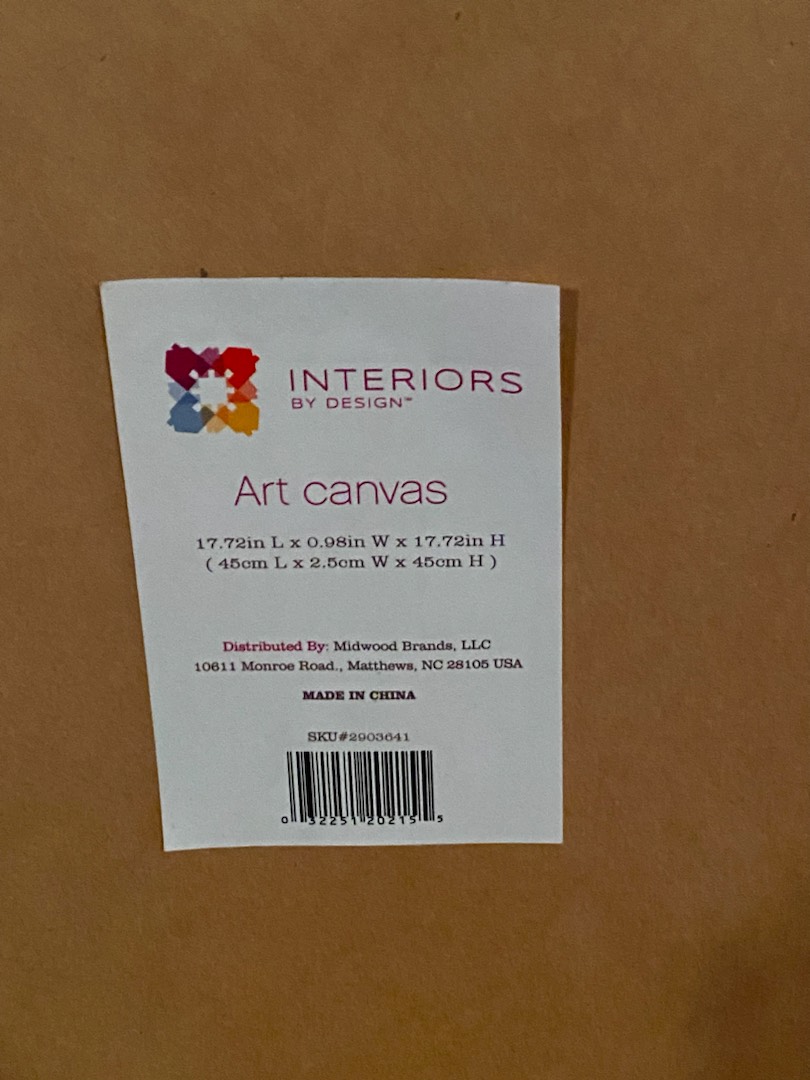 INTERIORS
BY DESIGN™
Art canvas
17.72in L x 0.98in W x 17.72in H
( 45cm L x 2.5cm W x 45cm H )
Distributed By: Midwood Brands, LLC
10611 Monroe Road., Matthews, NC 28105 USA
MADE IN CHINA
SKU#2903641
0 32251 20215 5